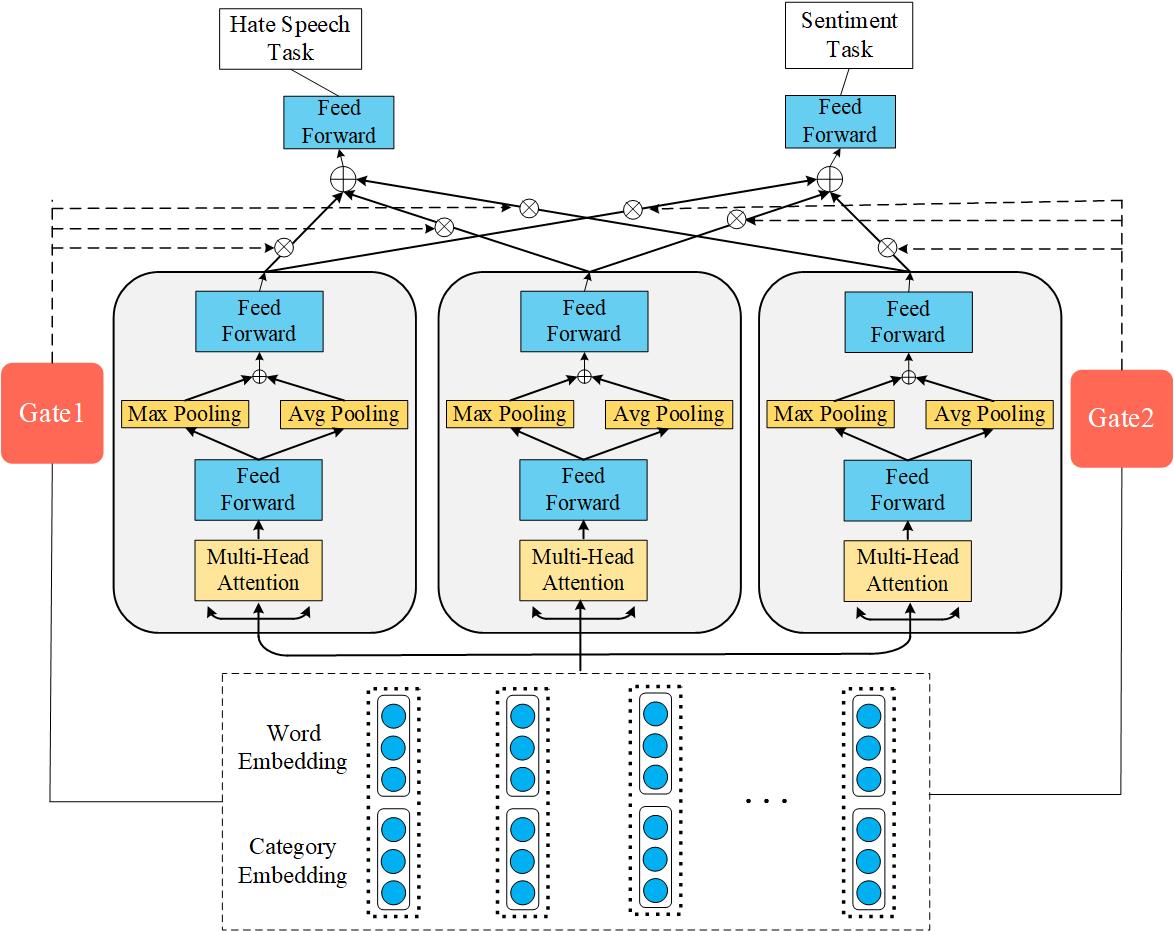 Hate Speech
Task
Sentiment
Task
Feed
Forward
Feed
Forward
Feed
Forward
Feed
Forward
Feed
Forward
Gate1
Max Pooling
Avg Pooling
Max Pooling
Avg Pooling
Max Pooling
Avg Pooling
Gate2
Feed
Forward
Feed
Forward
Feed
Forward
Multi-Head
Attention
Multi-Head
Attention
Multi-Head
Attention
Word
Embedding
. . .
Category
Embedding